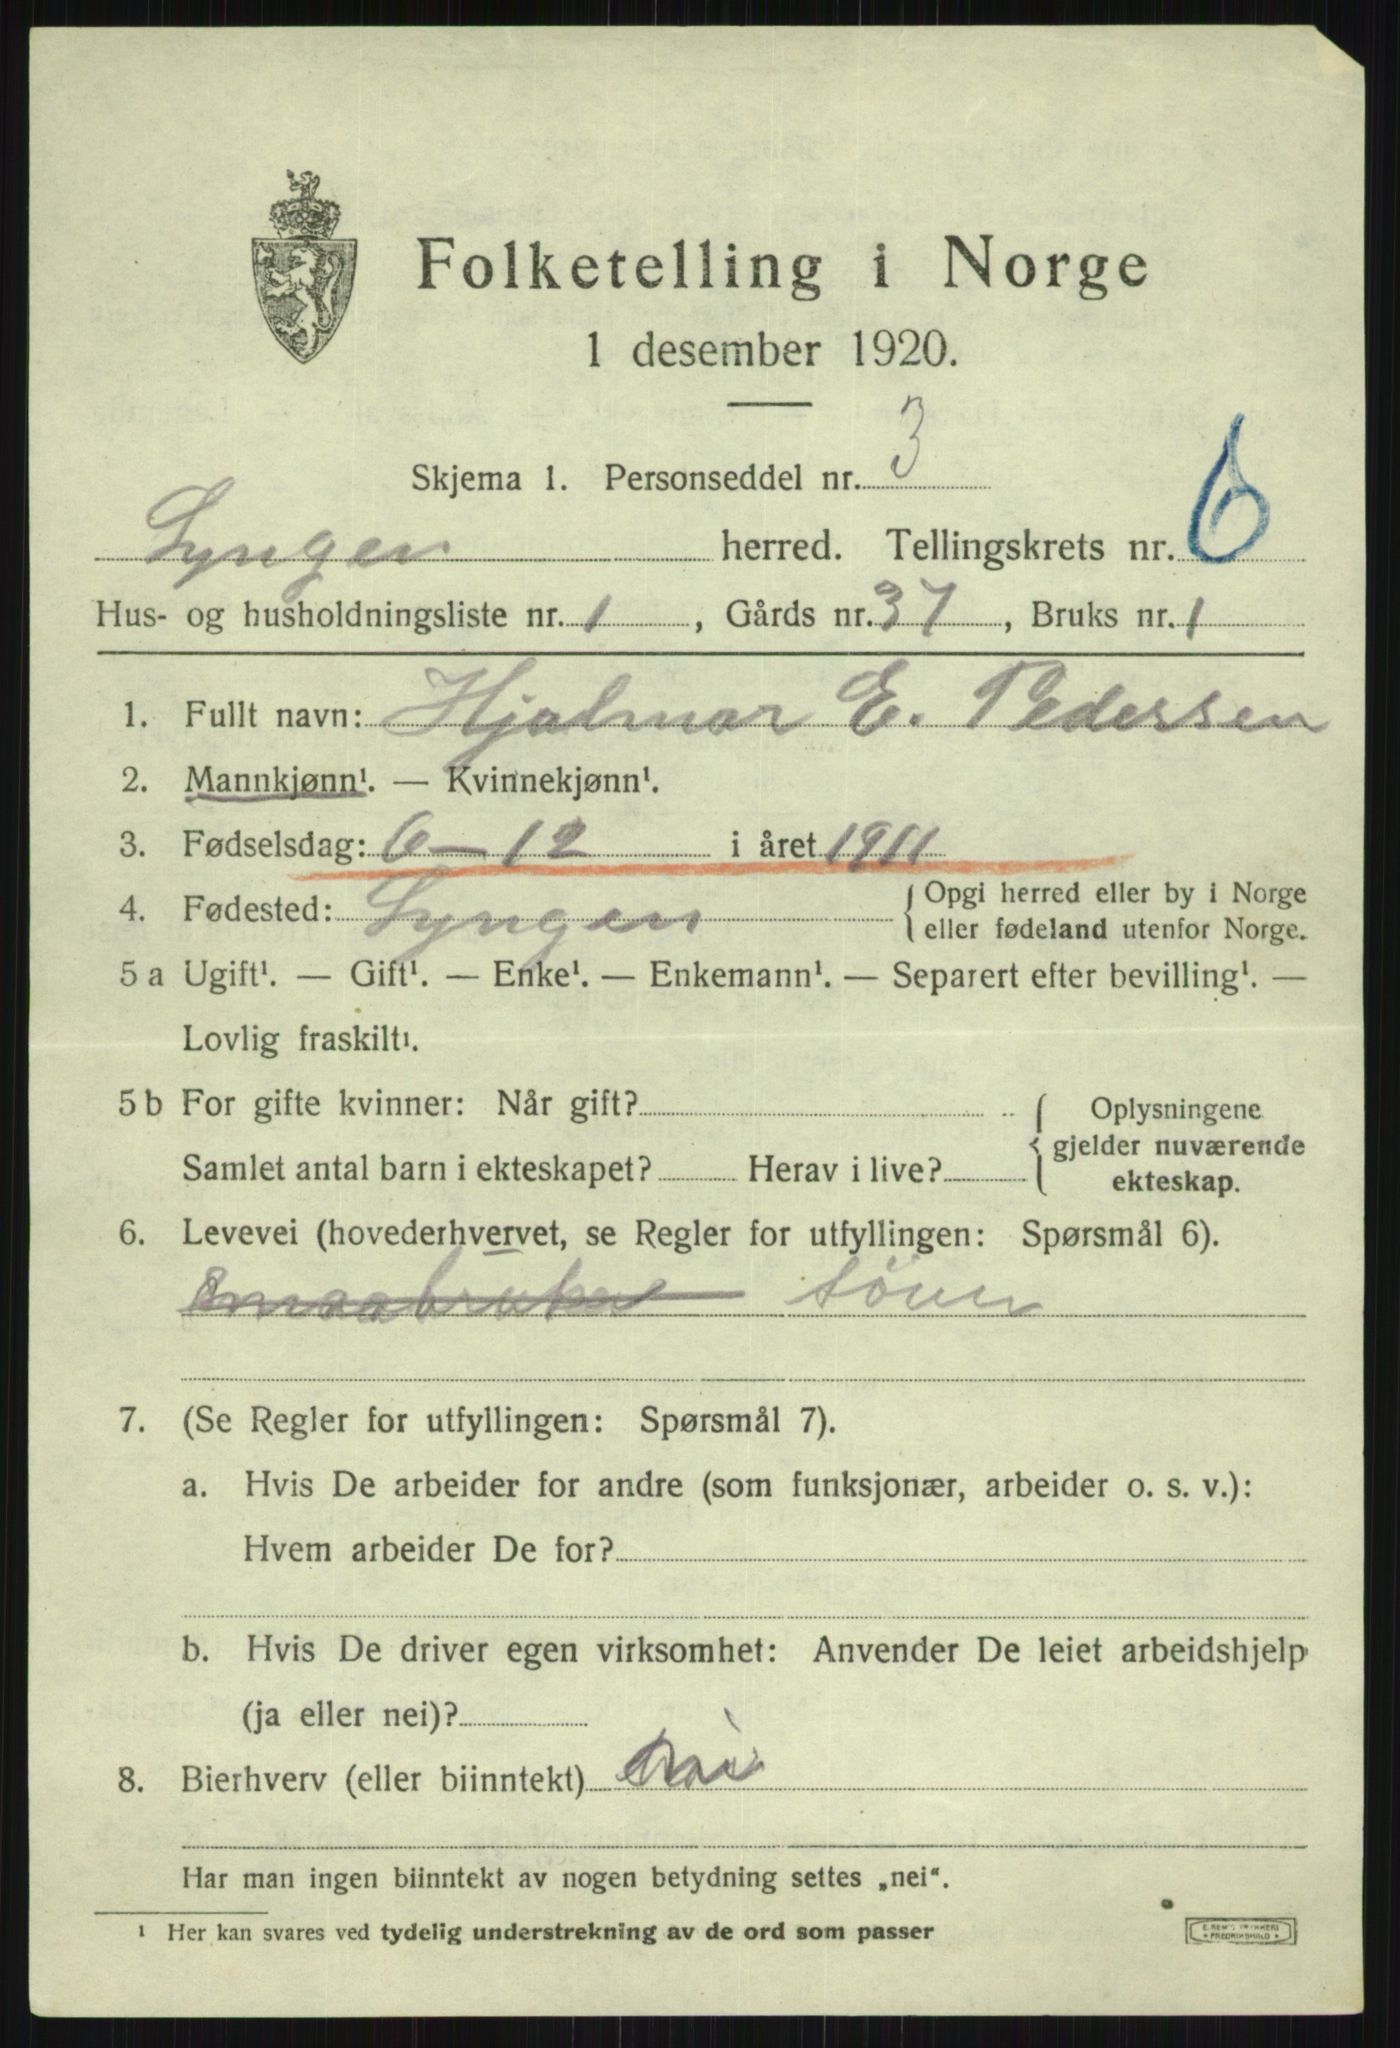 Folketelling i Norge
1 desember 1920.
Skjema 1. Personseddel nr. 3
Lyngen herred. Tellingskrets nr. 6
Hus- og husholdningsliste nr. 1, Gårds nr. 37, Bruks nr. 1
1. Fullt navn: Hjalmar E. Pedersen
2. Mannkjønn¹. — Kvinnekjønn¹.
3. Fødselsdag: 6-12 i året 1911
4. Fødested: Lyngen { Opgi herred eller by i Norge
eller fødeland utenfor Norge.
5 a Ugift¹. — Gift¹. — Enke¹. — Enkemann¹. — Separert efter bevilling¹. —
Lovlig fraskilt¹.
5 b For gifte kvinner: Når gift? { Oplysningene
gjelder nuværende
Samlet antal barn i ekteskapet? Herav i live?
ekteskap.
6. Levevei (hovederhvervet, se Regler for utfyllingen: Spørsmål 6).
Smaabruker Sönn
7. (Se Regler for utfyllingen: Spørsmål 7).
a. Hvis De arbeider for andre (som funksjonær, arbeider o. s. v.):
Hvem arbeider De for?
b. Hvis De driver egen virksomhet: Anvender De leiet arbeidshjelp
(ja eller nei)?
8. Bierhverv (eller biinntekt) nei
Har man ingen biinntekt av nogen betydning settes „nei“.
¹ Her kan svares ved tydelig understrekning av de ord som passer
FREDRIKSHALD